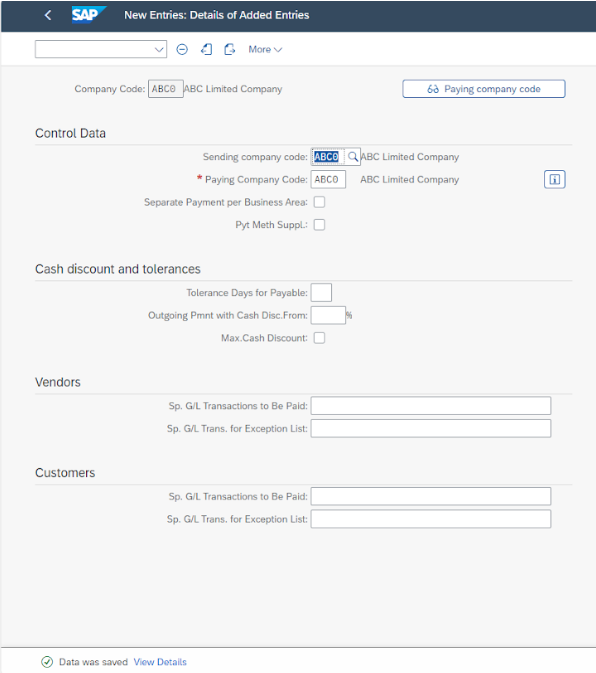 SAP New Entries: Details of Added Entries
More
Company Code: ABC0 ABC Limited Company Paying company code
Control Data
Sending company code: ABC0 ABC Limited Company
* Paying Company Code: ABC0 ABC Limited Company
Separate Payment per Business Area:
Pyt Meth Suppl.:
Cash discount and tolerances
Tolerance Days for Payable:
Outgoing Pmnt with Cash Disc.From: %
Max.Cash Discount:
Vendors
Sp. G/L Transactions to Be Paid:
Sp. G/L Trans. for Exception List:
Customers
Sp. G/L Transactions to Be Paid:
Sp. G/L Trans. for Exception List:
Data was saved View Details